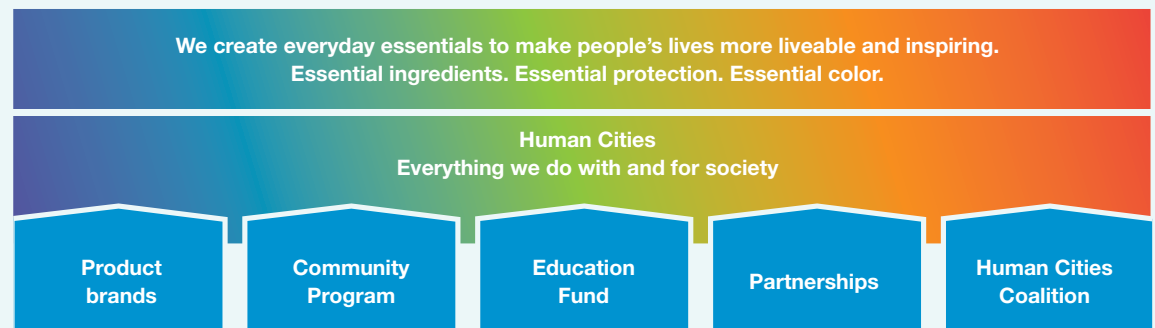 We create everyday essentials to make people’s lives more liveable and inspiring.
Essential ingredients. Essential protection. Essential color.
Human Cities
Everything we do with and for society
Product
brands
Community
Program
Education
Fund
Partnerships
Human Cities
Coalition